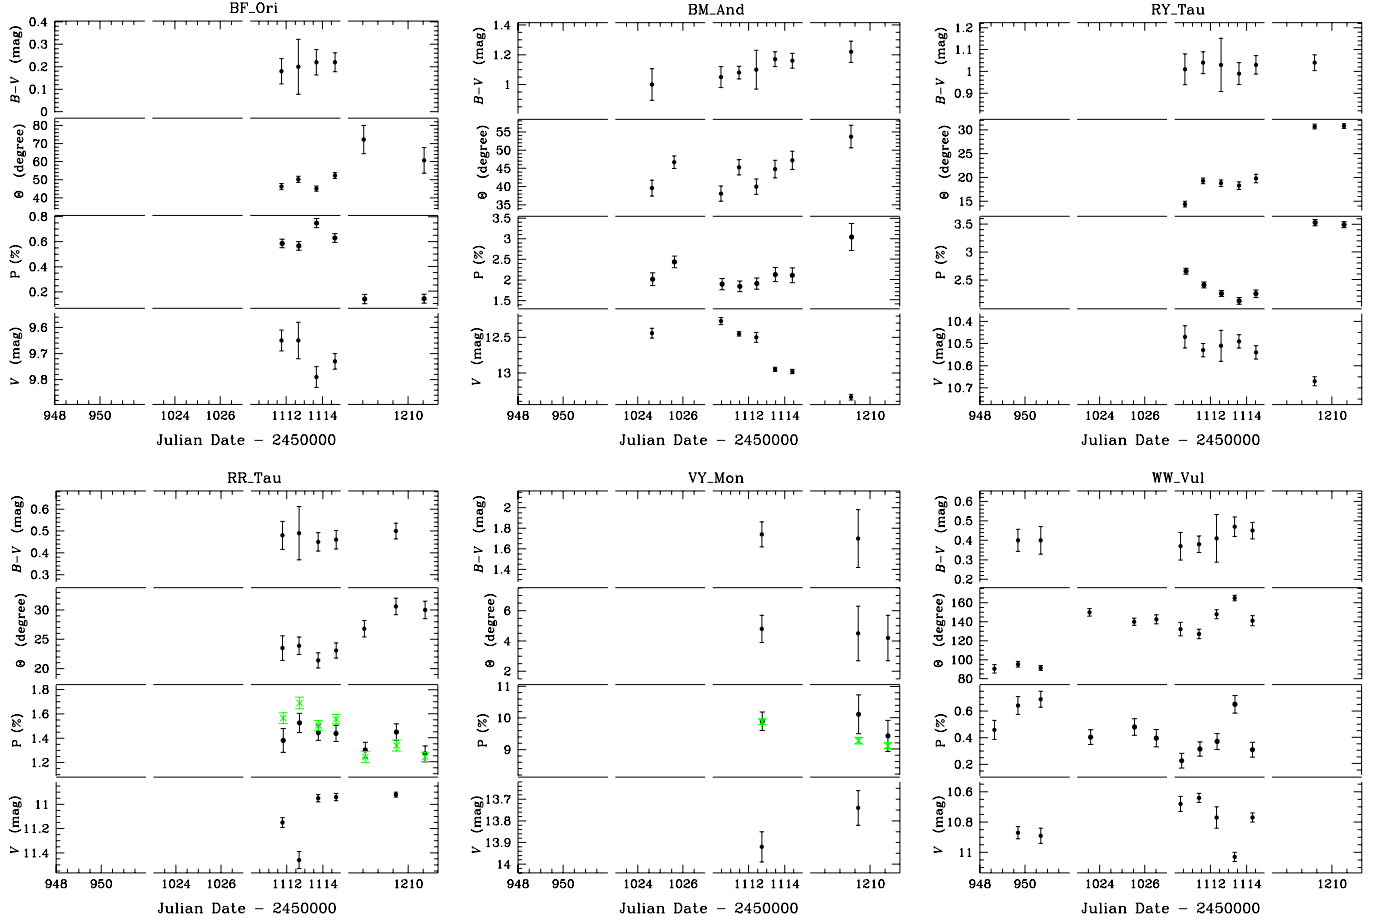 BF_Ori
B-V (mag)
0.4
0.3
0.2
0.1
0
Θ (degree)
80
70
60
50
40
P (%)
0.8
0.6
0.4
0.2
V (mag)
9.6
9.7
9.8
948 950 1024 1026 1112 1114 1210
Julian Date - 2450000
BM_And
B-V (mag)
1.4
1.2
1
Θ (degree)
55
50
45
40
35
P (%)
3.5
3
2.5
2
1.5
V (mag)
12.5
13
948 950 1024 1026 1112 1114 1210
Julian Date - 2450000
RY_Tau
B-V (mag)
1.2
1.1
1
0.9
Θ (degree)
30
25
20
15
P (%)
3.5
3
2.5
V (mag)
10.4
10.5
10.6
10.7
948 950 1024 1026 1112 1114 1210
Julian Date - 2450000
RR_Tau
B-V (mag)
0.6
0.5
0.4
0.3
Θ (degree)
30
25
20
P (%)
1.8
1.6
1.4
1.2
V (mag)
11
11.2
11.4
948 950 1024 1026 1112 1114 1210
Julian Date - 2450000
VY_Mon
B-V (mag)
2
1.8
1.6
1.4
Θ (degree)
6
4
2
P (%)
11
10
9
V (mag)
13.7
13.8
13.9
14
948 950 1024 1026 1112 1114 1210
Julian Date - 2450000
WW_Vul
B-V (mag)
0.6
0.5
0.4
0.3
0.2
Θ (degree)
160
140
120
100
80
P (%)
0.6
0.4
0.2
V (mag)
10.6
10.8
11
948 950 1024 1026 1112 1114 1210
Julian Date - 2450000